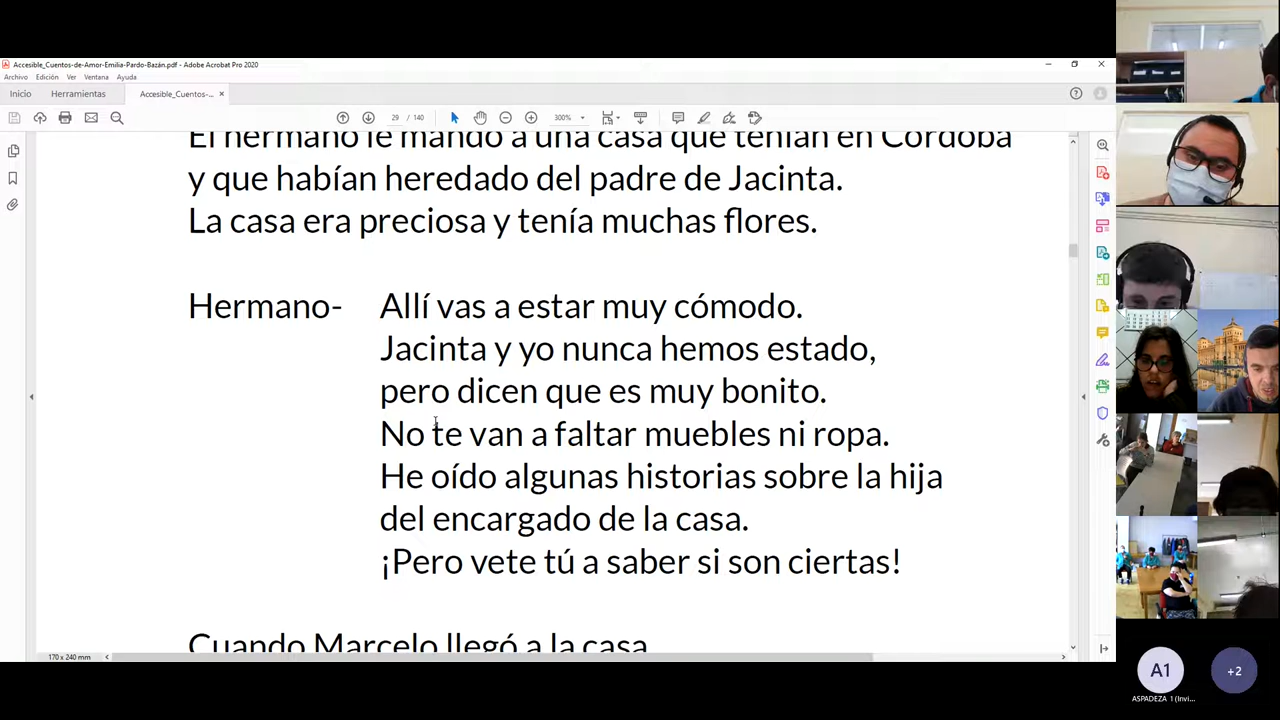 Accesible_Cuentos-de-Amor-Emilia-Pardo-Bazán.pdf - Adobe Acrobat Pro 2020
Archivo Edición Ver Ventana Ayuda
Inicio Herramientas Accesible_Cuentos-...
29 / 140 300%
El hermano le mandó a una casa que tenían en Córdoba
y que habían heredado del padre de Jacinta.
La casa era preciosa y tenía muchas flores.
Hermano- Allí vas a estar muy cómodo.
Jacinta y yo nunca hemos estado,
pero dicen que es muy bonito.
No te van a faltar muebles ni ropa.
He oído algunas historias sobre la hija
del encargado de la casa.
¡Pero vete tú a saber si son ciertas!
Cuando Marcelo llegó a la casa
170 x 240 mm
A1
+2
ASPADEZA 1 (Invi...